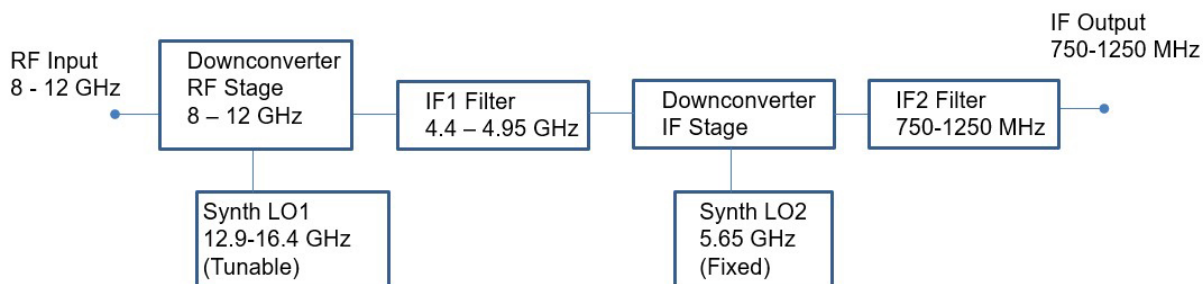 IF Output
750-1250 MHz
RF Input
8 - 12 GHz
Downconverter
RF Stage
8 – 12 GHz
IF1 Filter
4.4 – 4.95 GHz
Downconverter
IF Stage
IF2 Filter
750-1250 MHz
Synth LO1
12.9-16.4 GHz
(Tunable)
Synth LO2
5.65 GHz
(Fixed)